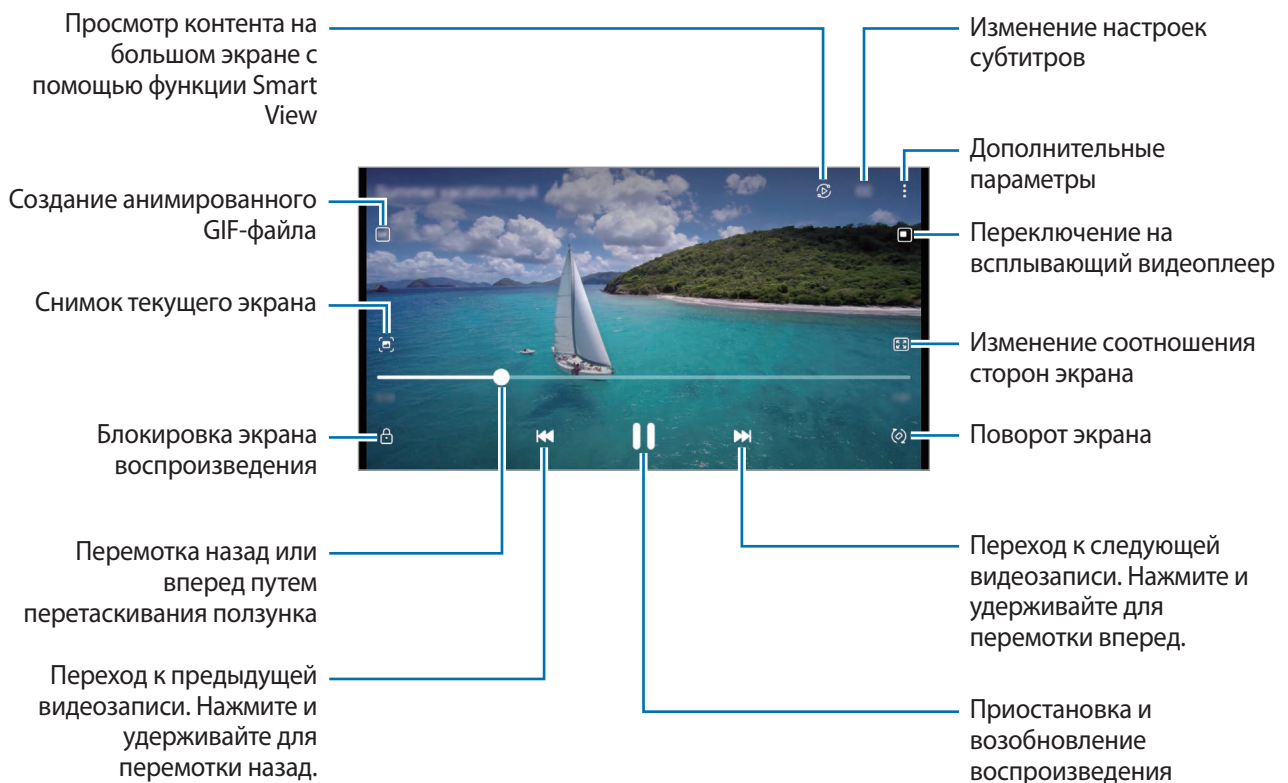 Просмотр контента на
большом экране с
помощью функции Smart
View
Изменение настроек
субтитров
Дополнительные
параметры
Создание анимированного
GIF-файла
Переключение на
всплывающий видеоплеер
Снимок текущего экрана
Изменение соотношения
сторон экрана
Блокировка экрана
воспроизведения
Поворот экрана
Перемотка назад или
вперед путем
перетаскивания ползунка
Переход к следующей
видеозаписи. Нажмите и
удерживайте для
перемотки вперед.
Переход к предыдущей
видеозаписи. Нажмите и
удерживайте для
перемотки назад.
Приостановка и
возобновление
воспроизведения